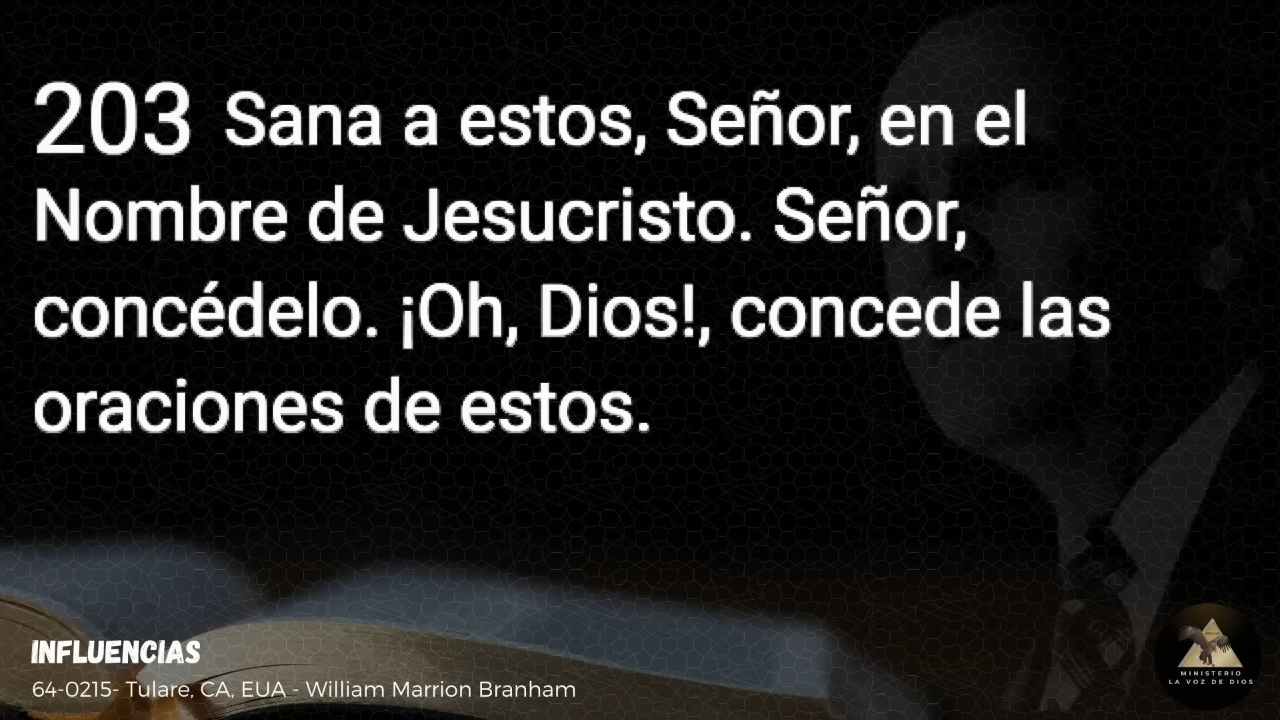 203 Sana a estos, Señor, en el
Nombre de Jesucristo. Señor,
concédelo. ¡Oh, Dios!, concede las
oraciones de estos.
INFLUENCIAS
64-0215- Tulare, CA, EUA - William Marrion Branham
MINISTERIO
LA VOZ DE DIOS